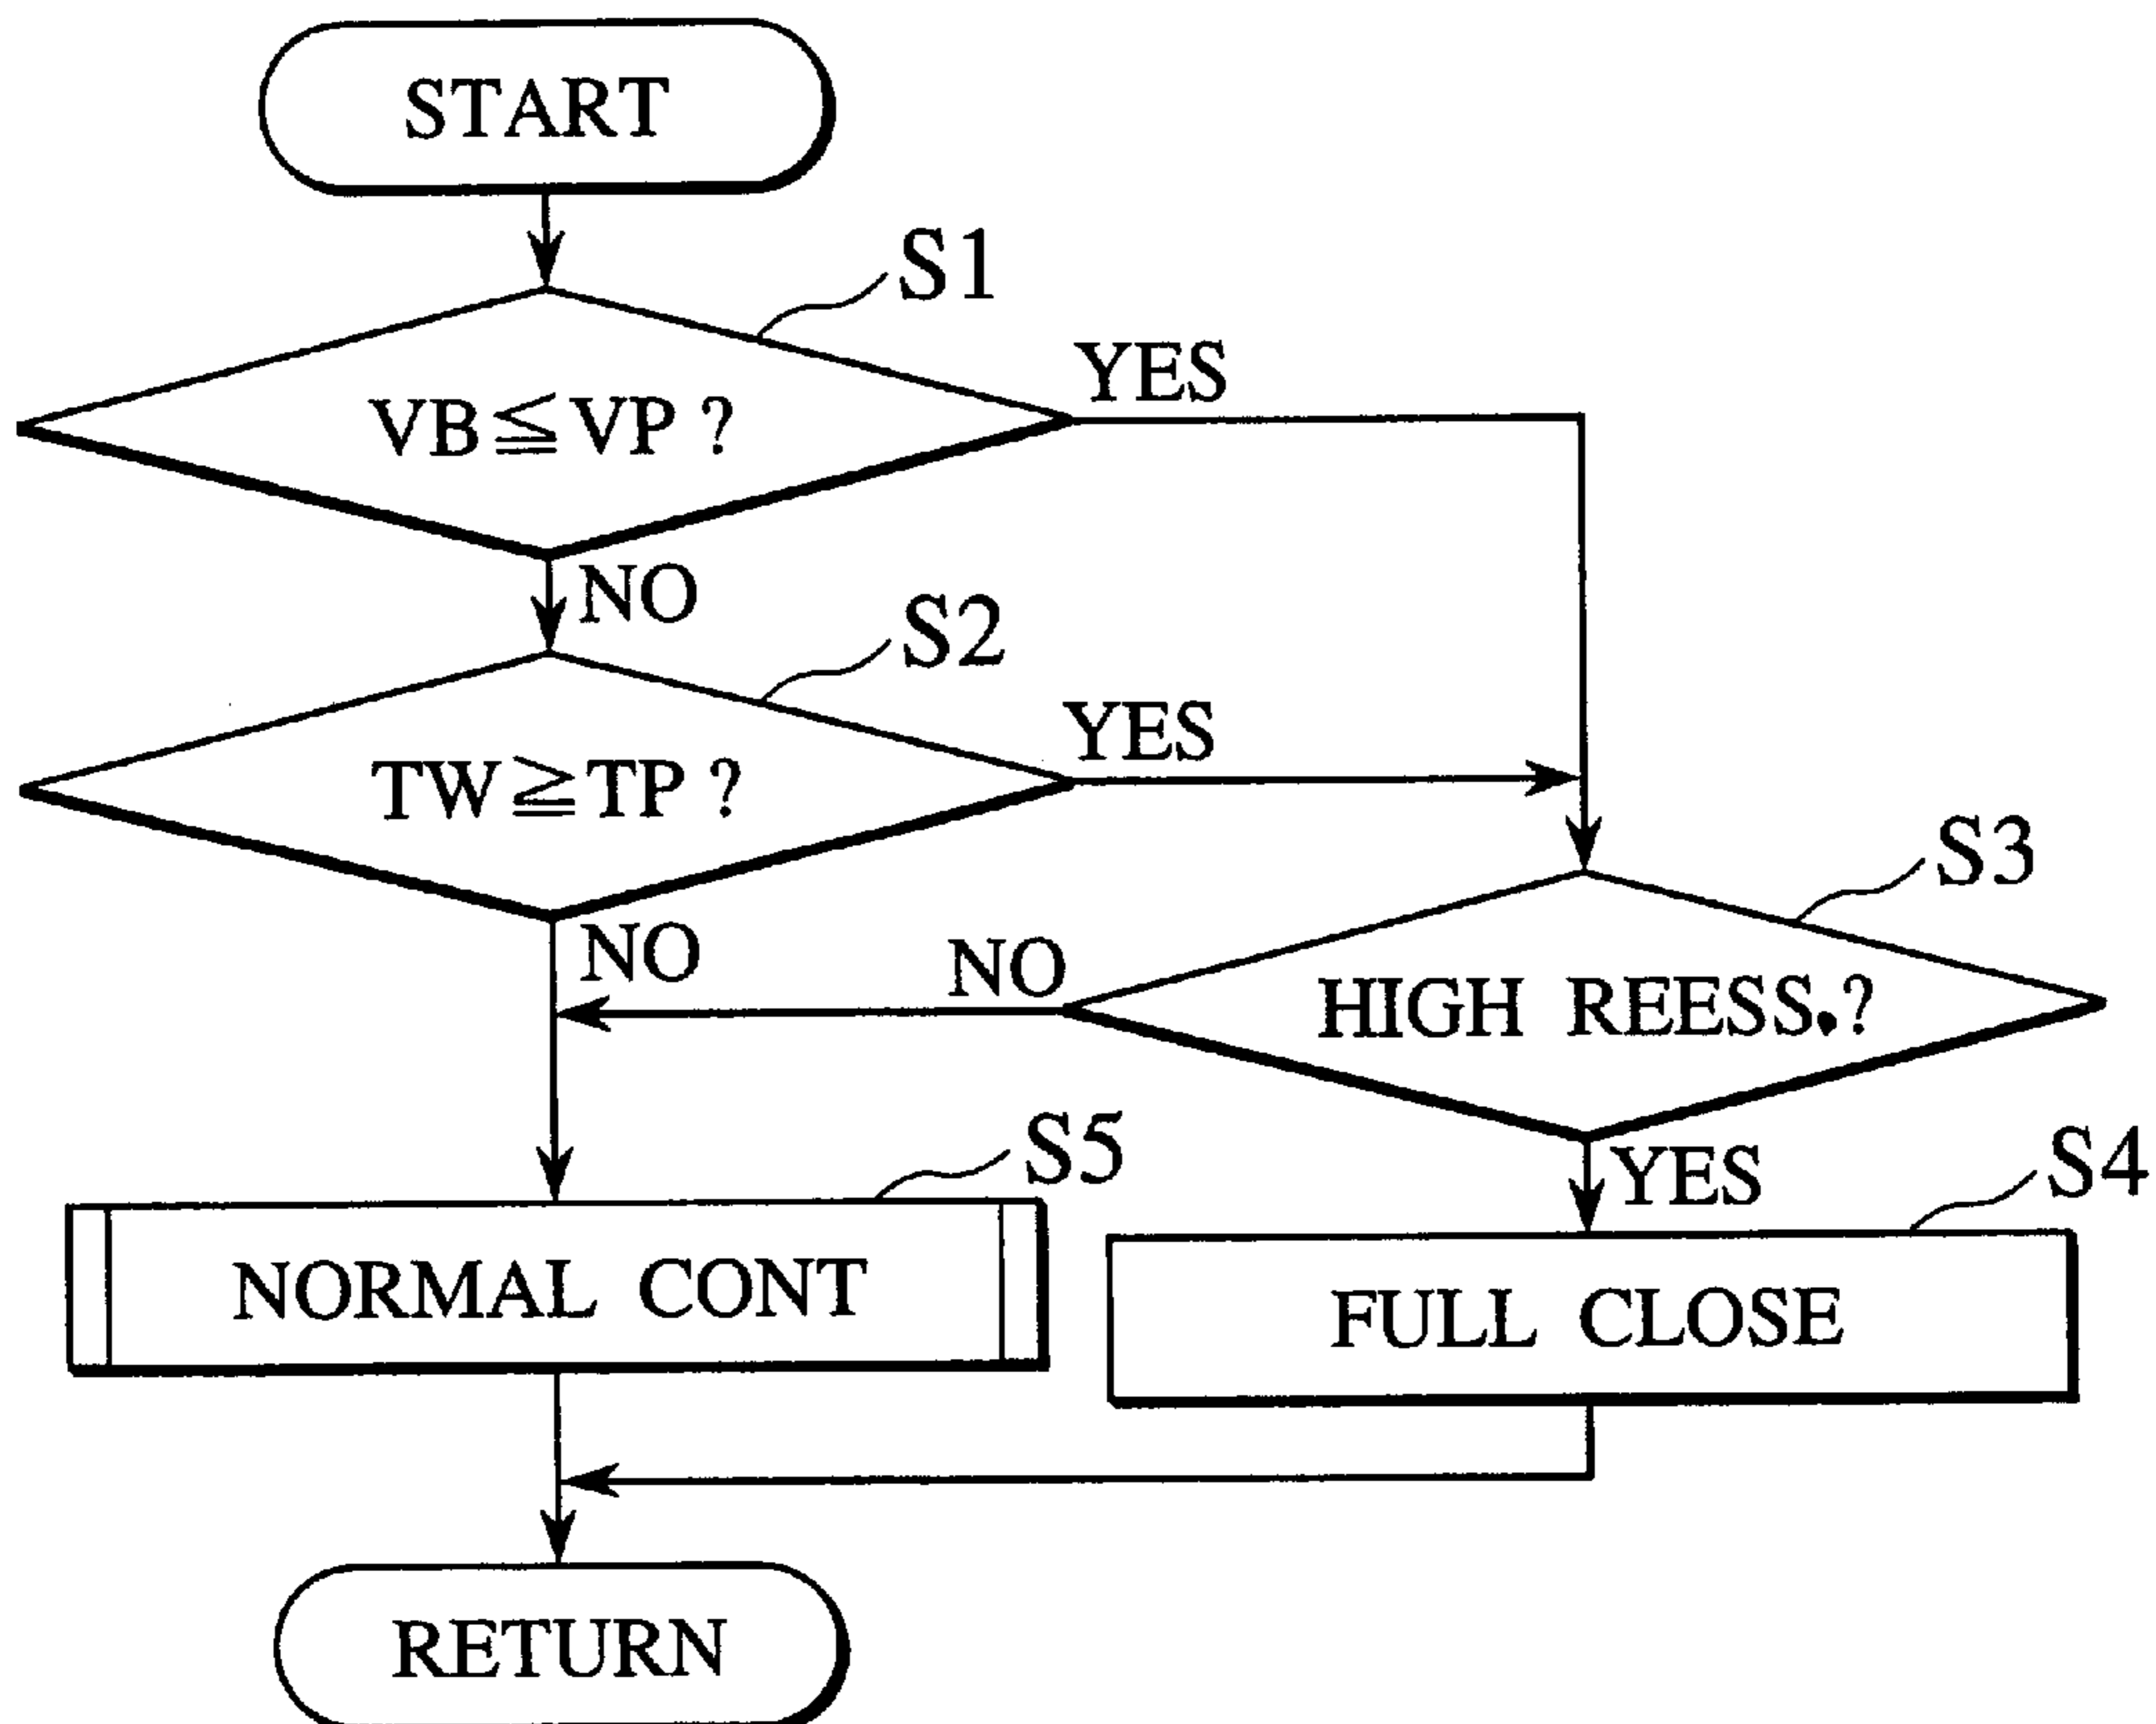 START
S1
YES
VB≦VP ?
NO
S2
YES
TW≧TP ?
S3
NO
NO
HIGH REESS.?
S5
YES
S4
NORMAL CONT
FULL CLOSE
RETURN